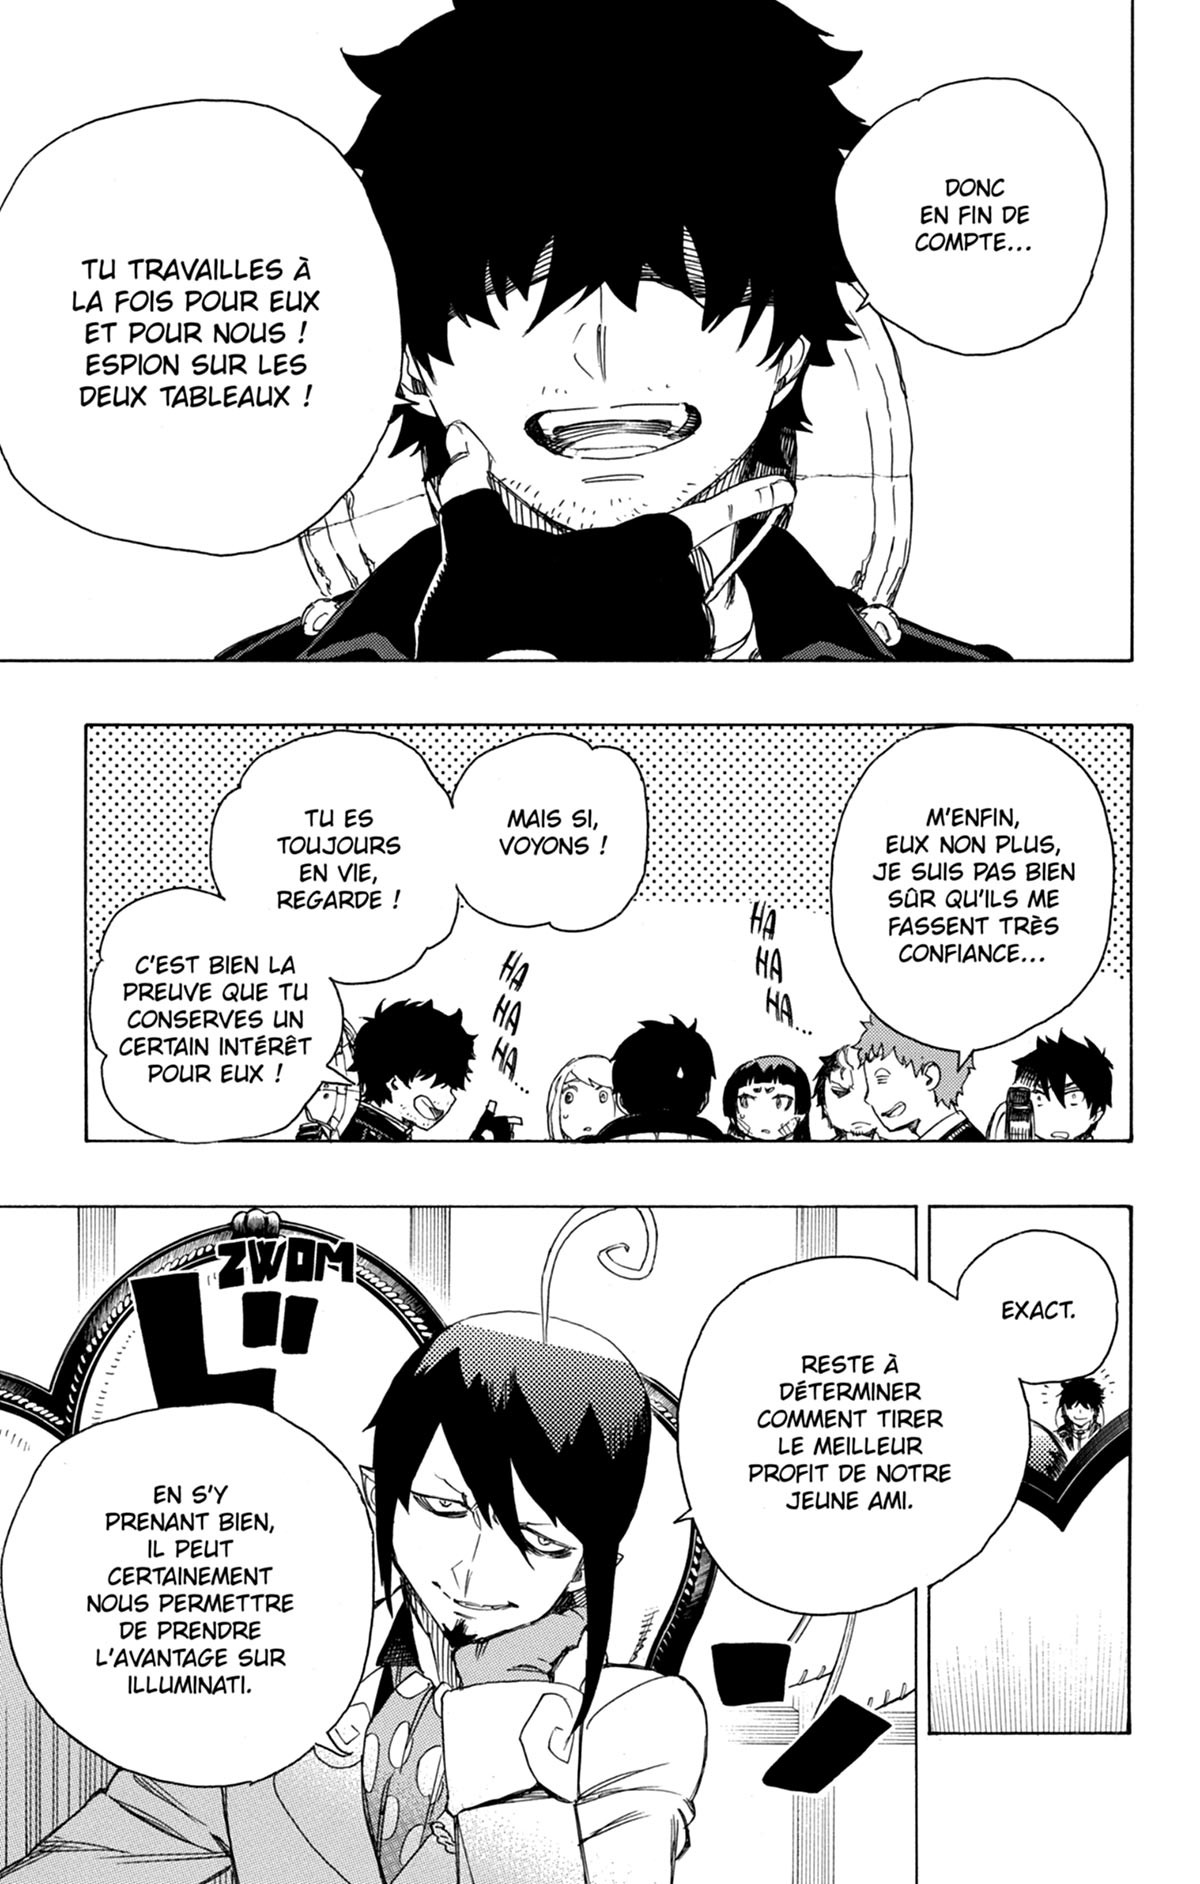 DONC
EN FIN DE
COMPTE...
TU TRAVAILLES À
LA FOIS POUR EUX
ET POUR NOUS !
ESPION SUR LES
DEUX TABLEAUX !
M'ENFIN,
EUX NON PLUS,
JE SUIS PAS BIEN
SÛR QU'ILS ME
FASSENT TRÈS
CONFIANCE...
HA
HA
HA...
MAIS SI,
VOYONS !
TU ES
TOUJOURS
EN VIE,
REGARDE !
C'EST BIEN LA
PREUVE QUE TU
CONSERVES UN
CERTAIN INTÉRÊT
POUR EUX !
HA
HA
HA...
EXACT.
RESTE À
DÉTERMINER
COMMENT TIRER
LE MEILLEUR
PROFIT DE NOTRE
JEUNE AMI.
ZWOM
EN S'Y
PRENANT BIEN,
IL PEUT
CERTAINEMENT
NOUS PERMETTRE
DE PRENDRE
L'AVANTAGE SUR
ILLUMINATI.